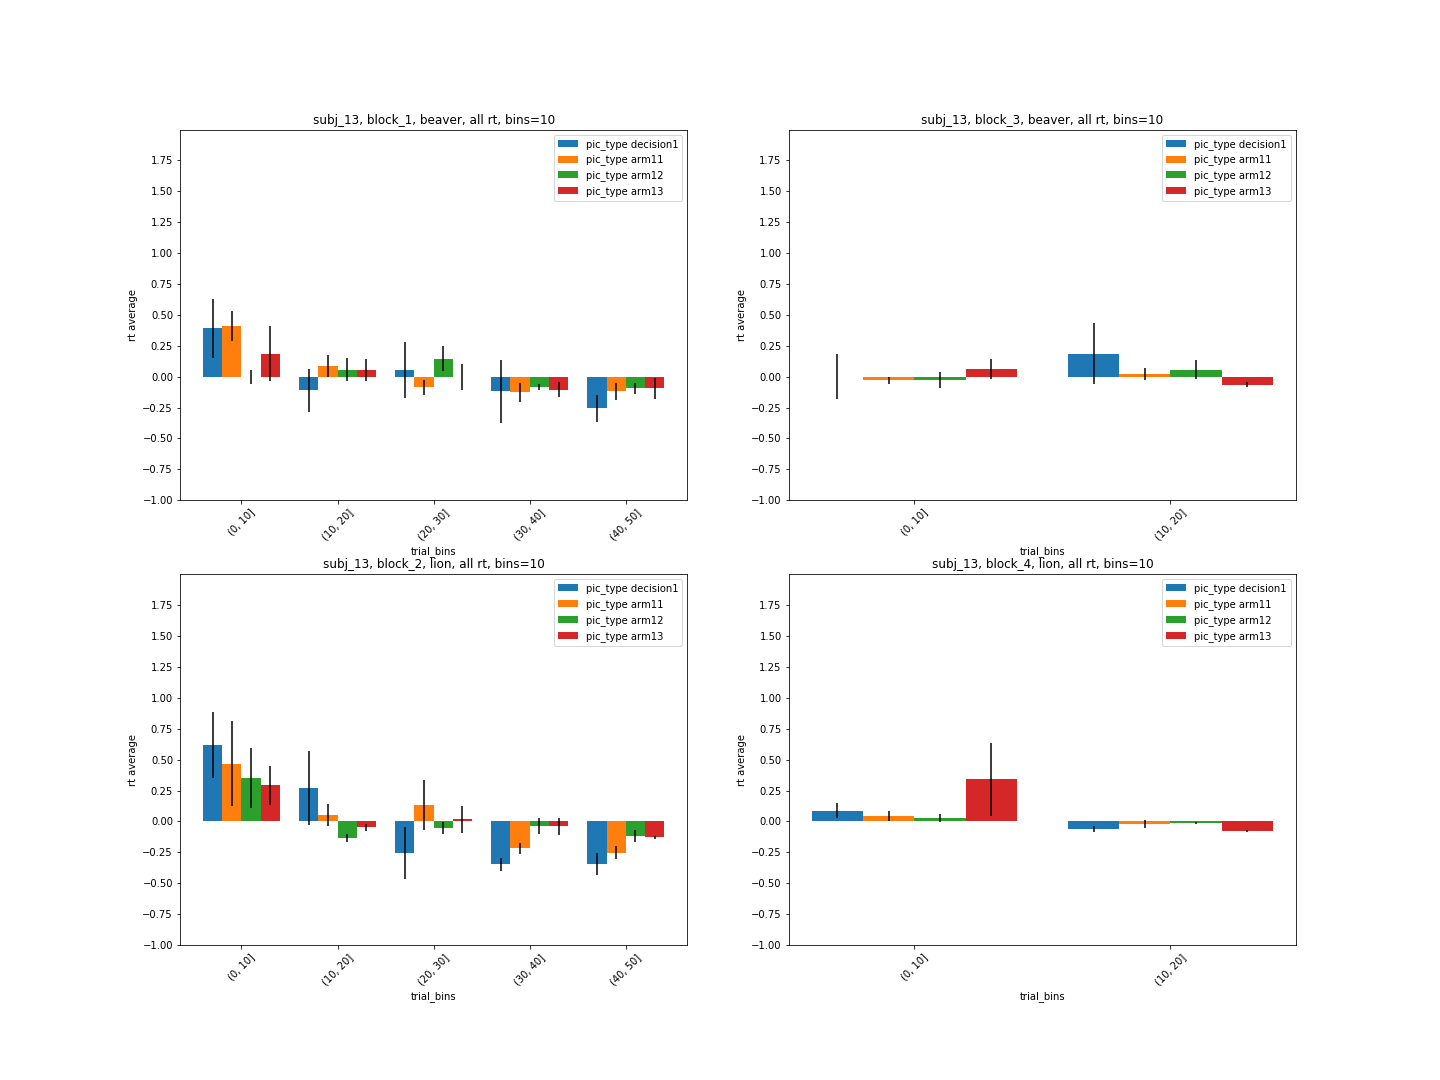 subj_13, block_1, beaver, all rt, bins=10
pic_type decision1
pic_type arm11
pic_type arm12
pic_type arm13
1.75
1.50
1.25
1.00
0.75
0.50
0.25
0.00
−0.25
−0.50
−0.75
−1.00
rt average
(0, 10]
(10, 20]
(20, 30]
(30, 40]
(40, 50]
trial_bins
subj_13, block_3, beaver, all rt, bins=10
pic_type decision1
pic_type arm11
pic_type arm12
pic_type arm13
1.75
1.50
1.25
1.00
0.75
0.50
0.25
0.00
−0.25
−0.50
−0.75
−1.00
rt average
(0, 10]
(10, 20]
trial_bins
subj_13, block_2, lion, all rt, bins=10
pic_type decision1
pic_type arm11
pic_type arm12
pic_type arm13
1.75
1.50
1.25
1.00
0.75
0.50
0.25
0.00
−0.25
−0.50
−0.75
−1.00
rt average
(0, 10]
(10, 20]
(20, 30]
(30, 40]
(40, 50]
trial_bins
subj_13, block_4, lion, all rt, bins=10
pic_type decision1
pic_type arm11
pic_type arm12
pic_type arm13
1.75
1.50
1.25
1.00
0.75
0.50
0.25
0.00
−0.25
−0.50
−0.75
−1.00
rt average
(0, 10]
(10, 20]
trial_bins